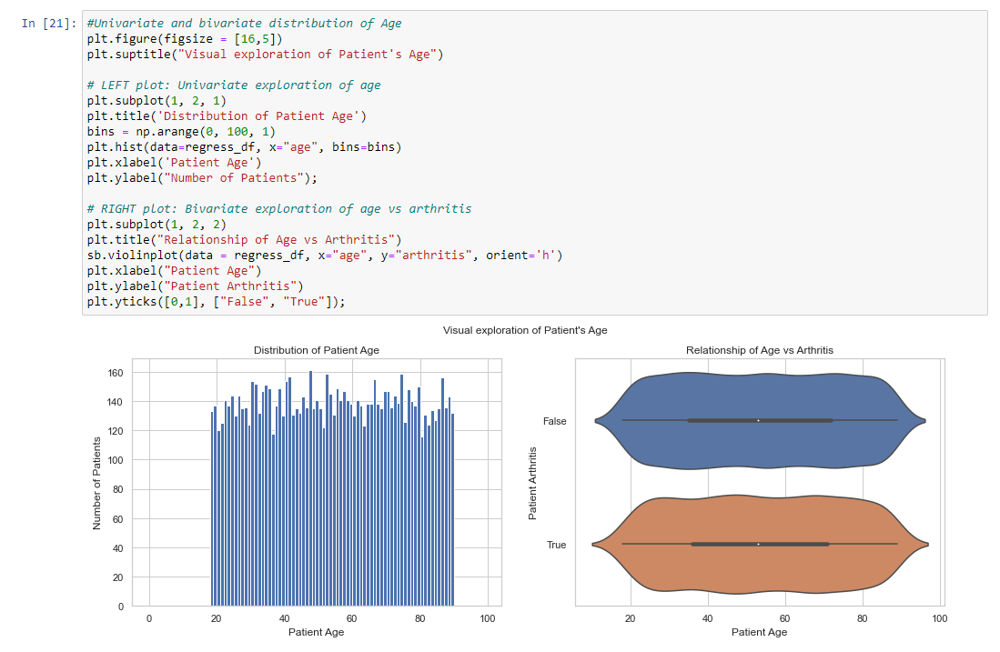 In [21]:
#Univariate and bivariate distribution of Age
plt.figure(figsize = [16,5])
plt.suptitle("Visual exploration of Patient's Age")
# LEFT plot: Univariate exploration of age
plt.subplot(1, 2, 1)
plt.title('Distribution of Patient Age')
bins = np.arange(0, 100, 1)
plt.hist(data=regress_df, x="age", bins=bins)
plt.xlabel('Patient Age')
plt.ylabel("Number of Patients");
# RIGHT plot: Bivariate exploration of age vs arthritis
plt.subplot(1, 2, 2)
plt.title("Relationship of Age vs Arthritis")
sb.violinplot(data = regress_df, x="age", y="arthritis", orient='h')
plt.xlabel("Patient Age")
plt.ylabel("Patient Arthritis")
plt.yticks([0,1], ["False", "True"]);
Visual exploration of Patient's Age
Distribution of Patient Age
Number of Patients
160
140
120
100
80
60
40
20
0
0 20 40 60 80 100
Patient Age
Relationship of Age vs Arthritis
Patient Arthritis
False
True
20 40 60 80 100
Patient Age